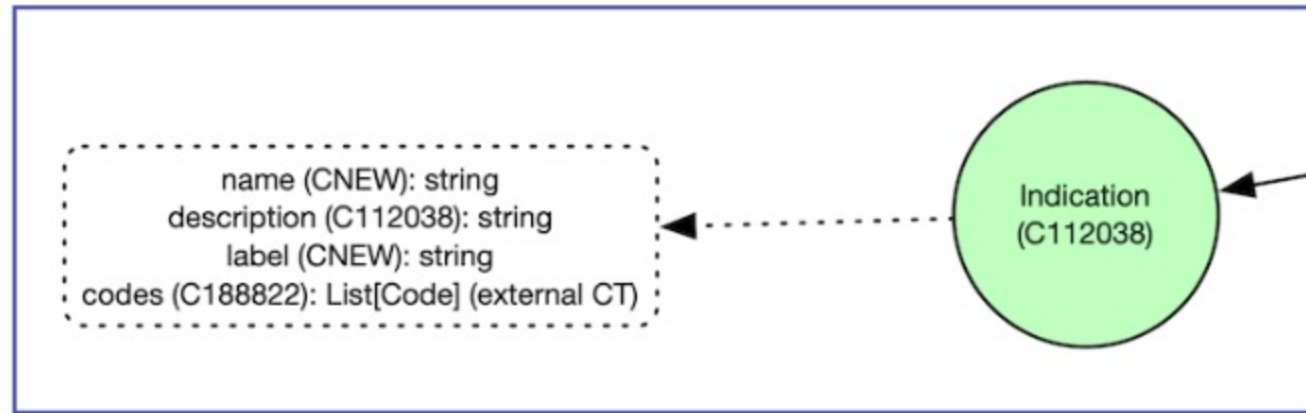 name (CNEW): string
description (C112038): string
label (CNEW): string
codes (C188822): List[Code] (external CT)
Indication
(C112038)